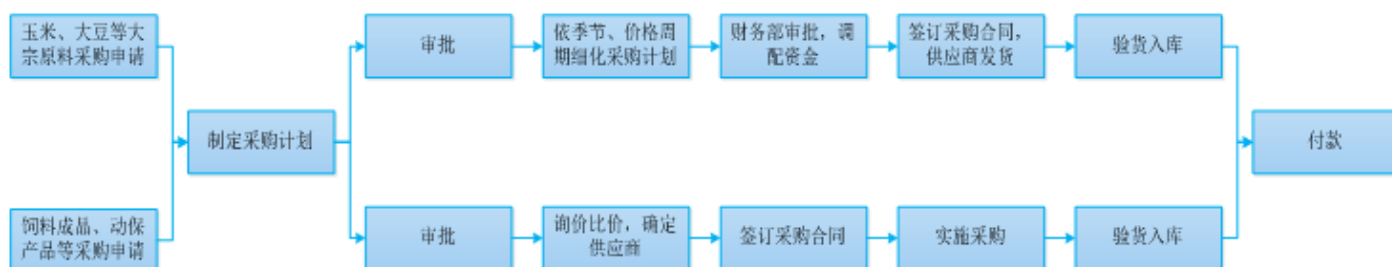 玉米、大豆等大
宗原料采购申请
审批
依季节、价格周
期细化采购计划
财务部审批，调
配资金
签订采购合同，
供应商发货
验货入库
制定采购计划
付款
饲料成品、动保
产品等采购申请
审批
询价比价，确定
供应商
签订采购合同
实施采购
验货入库